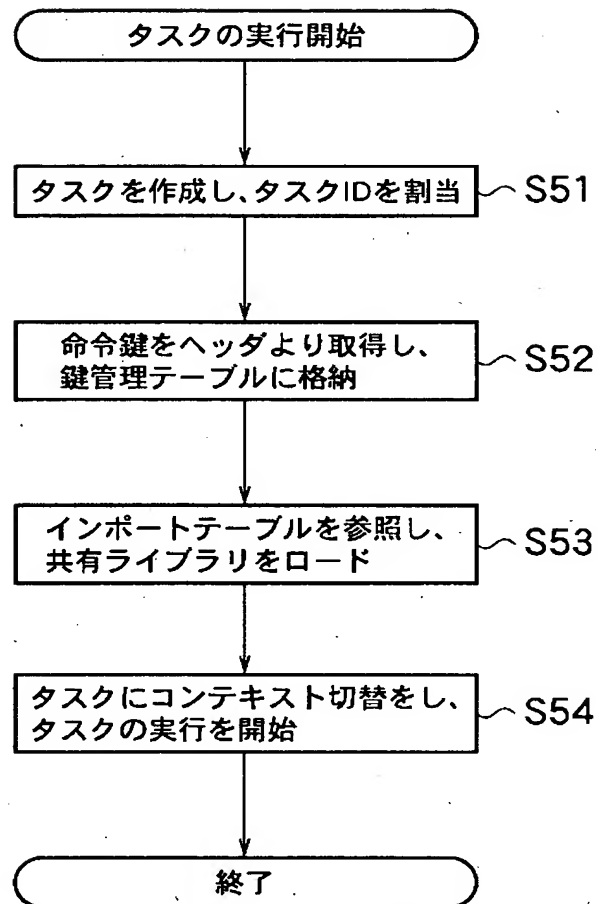 タスクの実行開始
タスクを作成し、タスクIDを割当
S51
命令鍵をヘッダより取得し、
鍵管理テーブルに格納
S52
インポートテーブルを参照し、
共有ライブラリをロード
S53
タスクにコンテキスト切替をし、
タスクの実行を開始
S54
終了